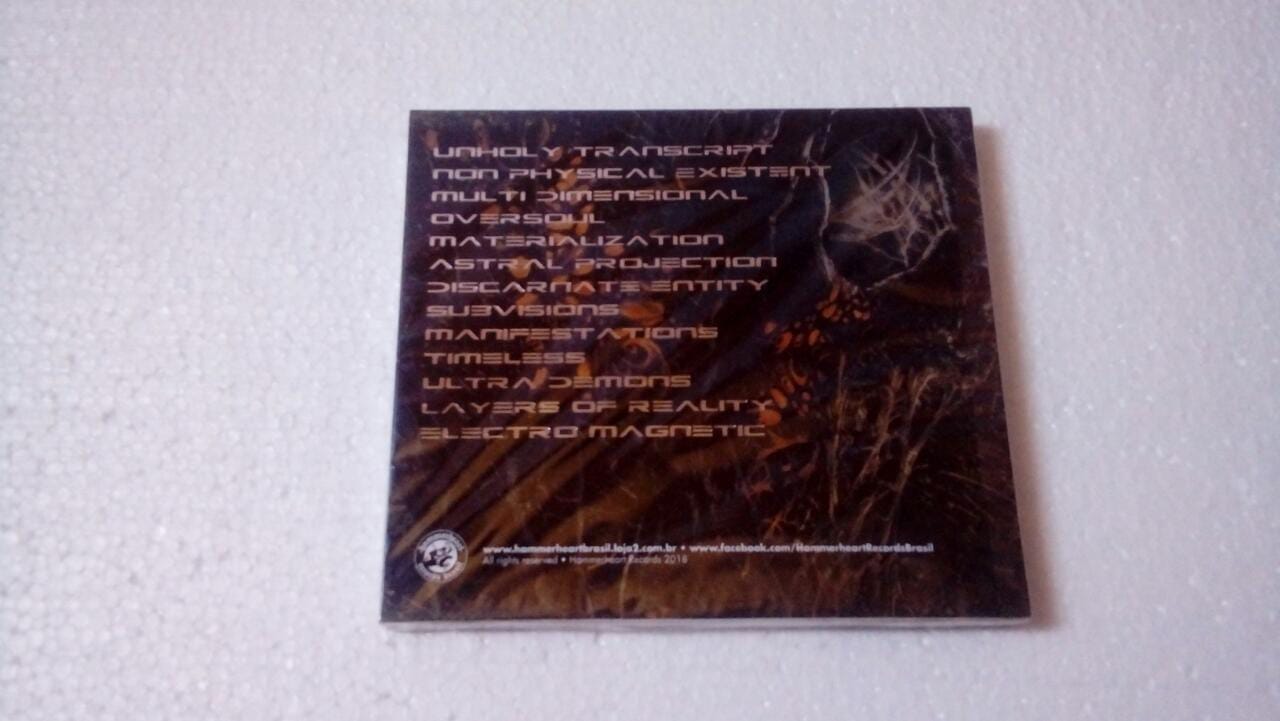 UNHOLY TRANSCRIPT
NON PHYSICAL EXISTENT
MULTI DIMENSIONAL
OVERSOUL
MATERIALIZATION
ASTRAL PROJECTION
DISCARNATE ENTITY
SUBVISIONS
MANIFESTATIONS
TIMELESS
ULTRA DEMONS
LAYERS OF REALITY
ELECTRO MAGNETIC
www.hammerheartbrasil.loja2.com.br • www.facebook.com/HammerheartRecordsBrasil
All rights reserved • HammerHeart Records 2016